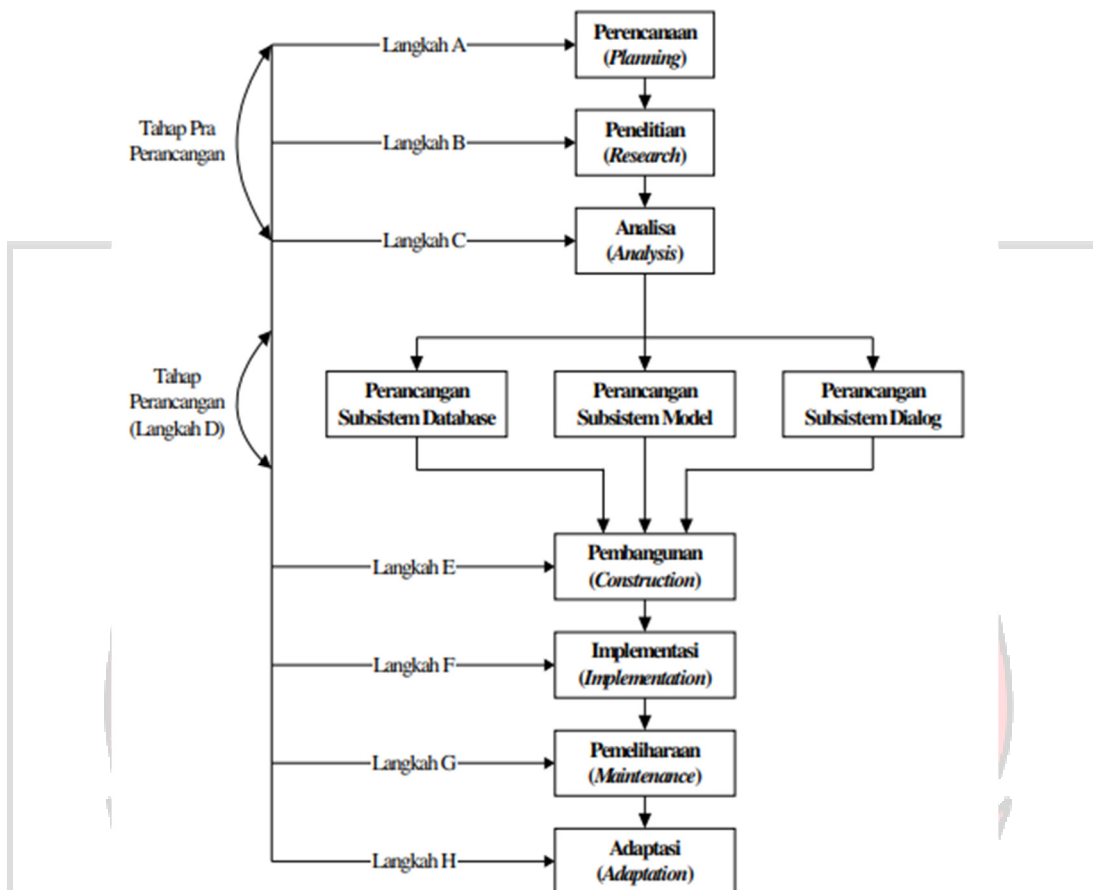 Langkah A
Perencanaan
(Planning)
Tahap Pra
Perancangan
Langkah B
Penelitian
(Research)
Langkah C
Analisa
(Analysis)
Tahap
Perancangan
(Langkah D)
Perancangan
Subsistem Database
Perancangan
Subsistem Model
Perancangan
Subsistem Dialog
Langkah E
Pembangunan
(Construction)
Langkah F
Implementasi
(Implementation)
Langkah G
Pemeliharaan
(Maintenance)
Langkah H
Adaptasi
(Adaptation)